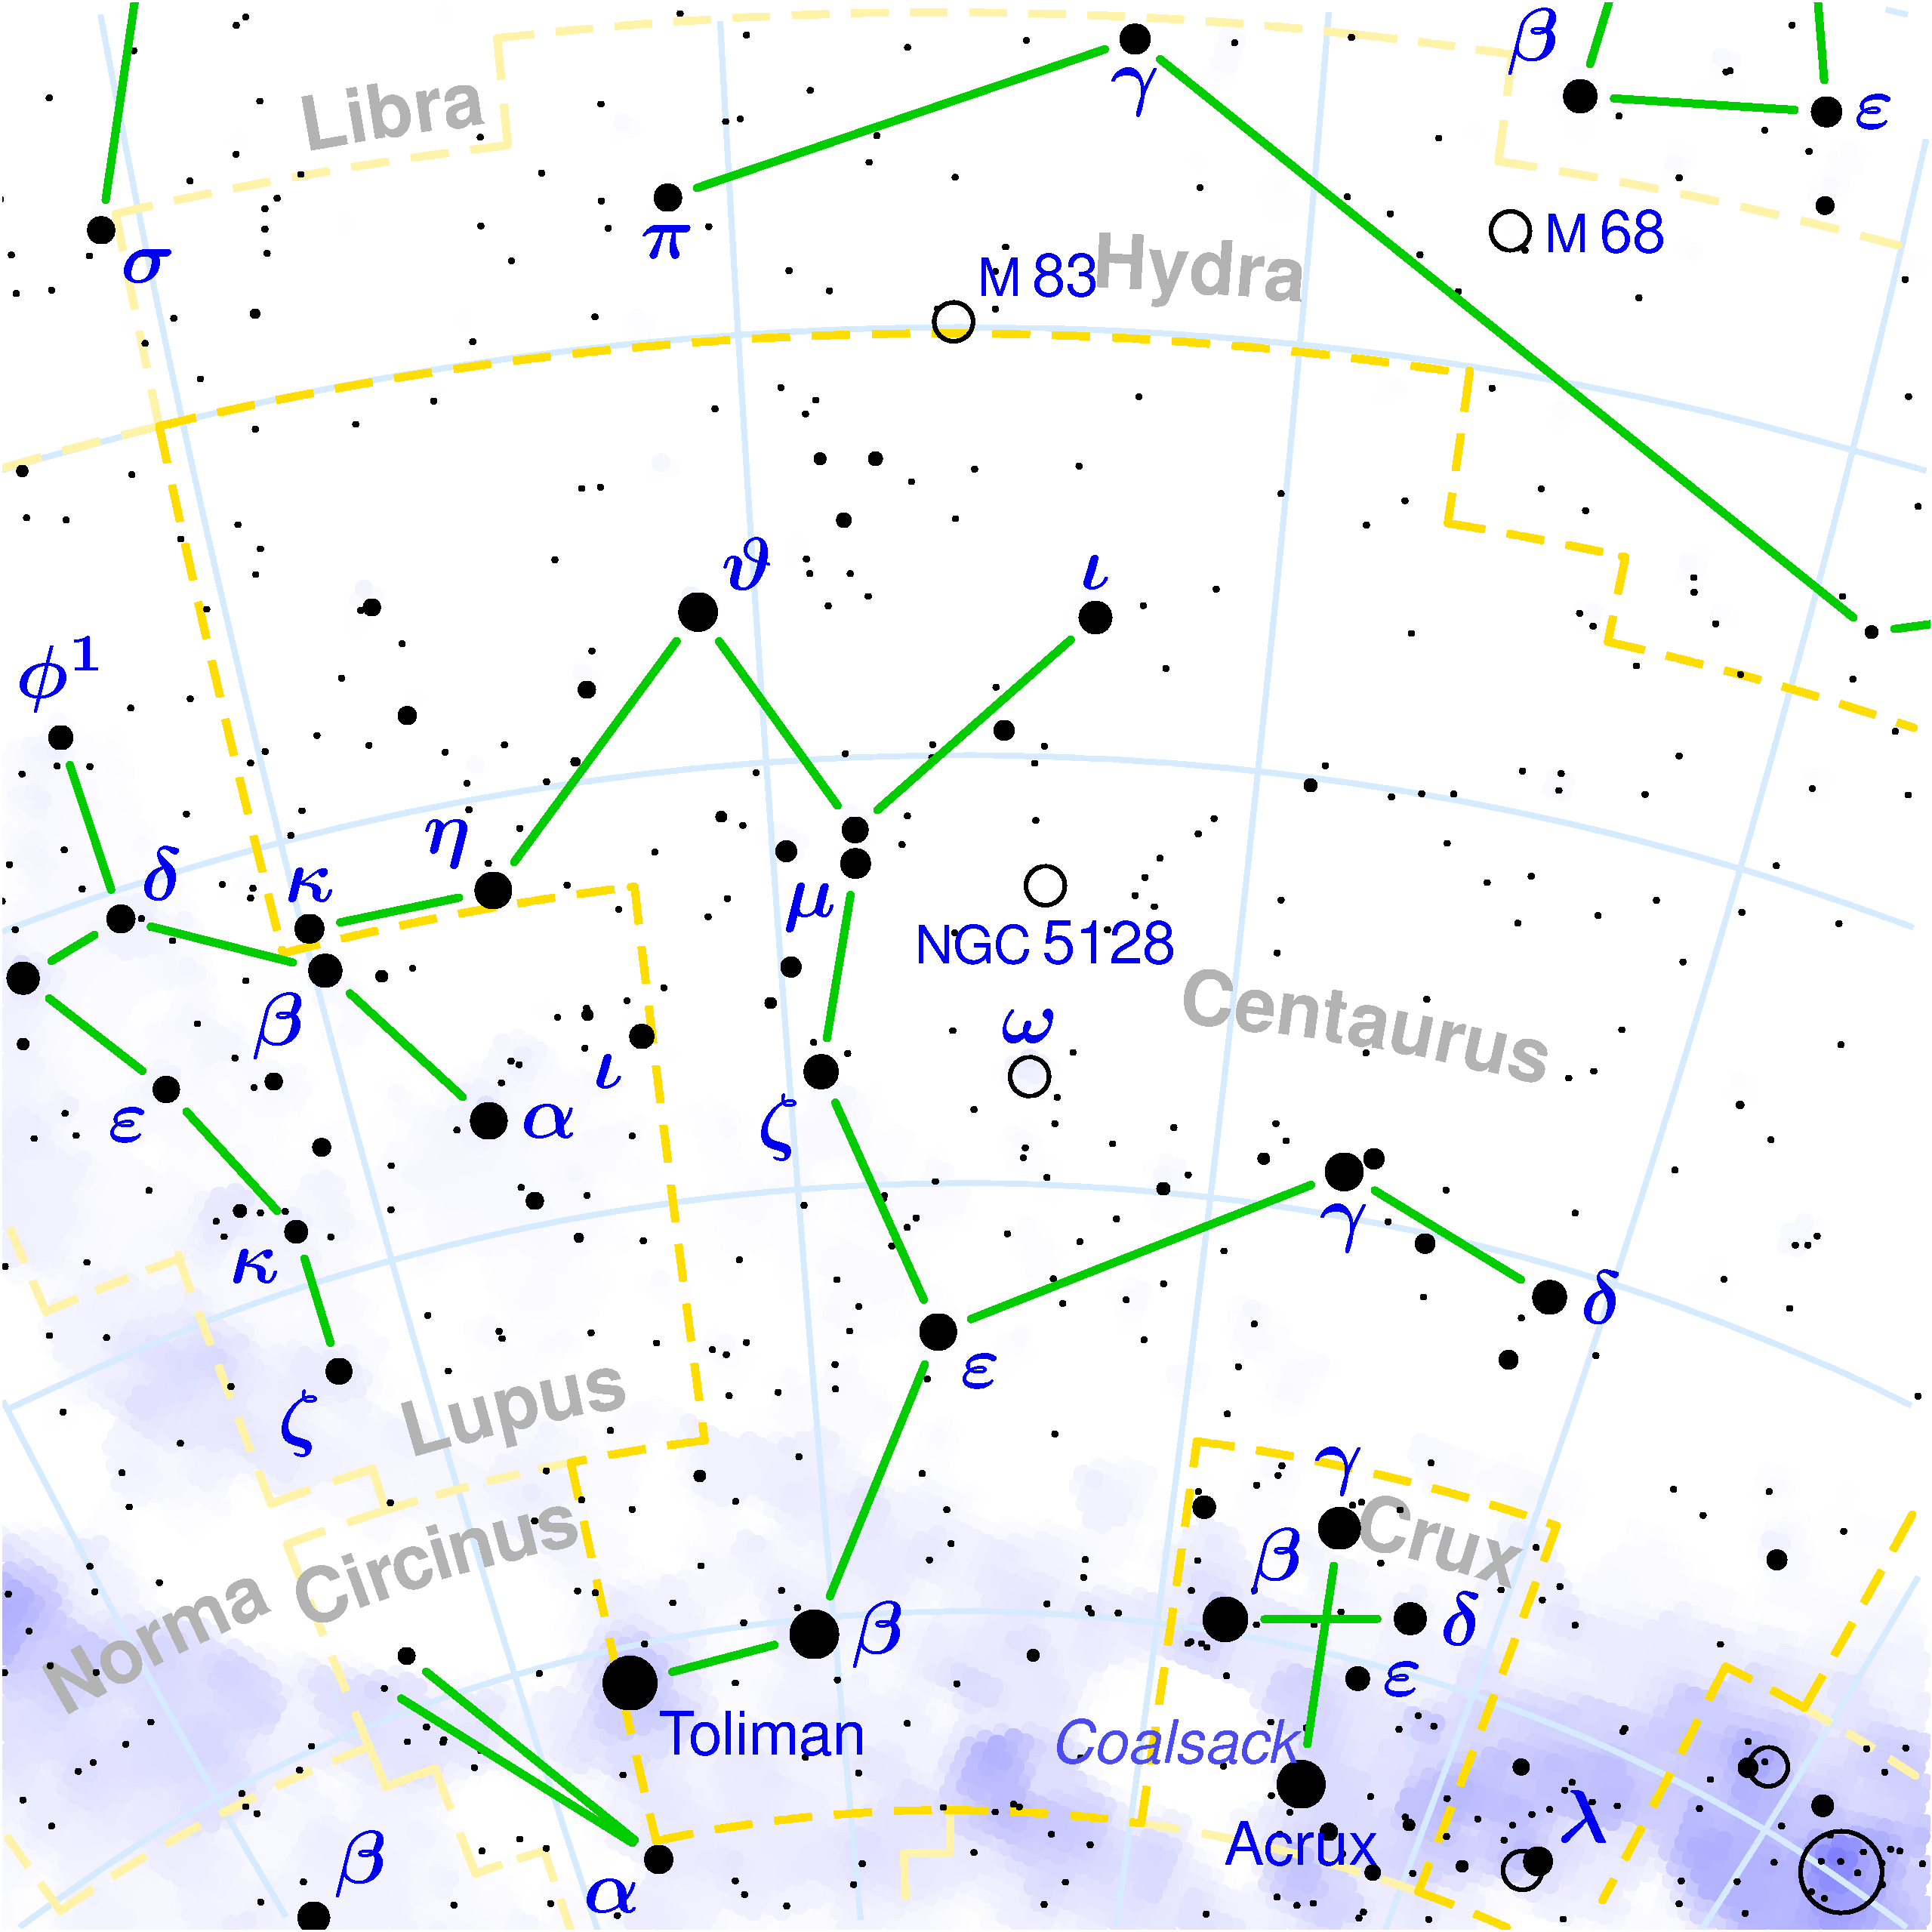 β
γ
ε
Libra
π
M 68
σ
M 83
Hydra
ϑ
ι
ϕ¹
η
δ
κ
μ
NGC 5128
β
Centaurus
ω
ι
ε
α
ζ
γ
κ
δ
ε
Lupus
ζ
γ
Crux
Circinus
β
Norma
β
δ
ε
Toliman
Coalsack
λ
Acrux
β
α